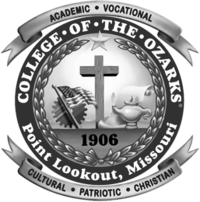 ACADEMIC • VOCATIONAL
COLLEGE • OF • THE • OZARKS®
1906
Point Lookout, Missouri
CULTURAL • PATRIOTIC • CHRISTIAN